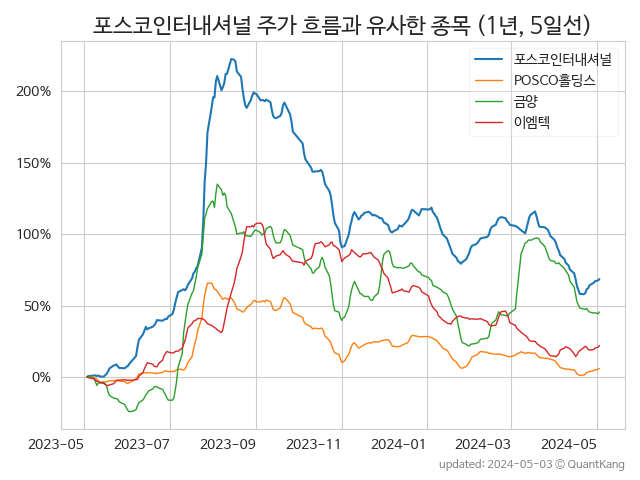 포스코인터내셔널 주가 흐름과 유사한 종목 (1년, 5일선)
포스코인터내셔널
POSCO홀딩스
금양
이엠텍
200%
150%
100%
50%
0%
2023-05 2023-07 2023-09 2023-11 2024-01 2024-03 2024-05
updated: 2024-05-03 © QuantKang